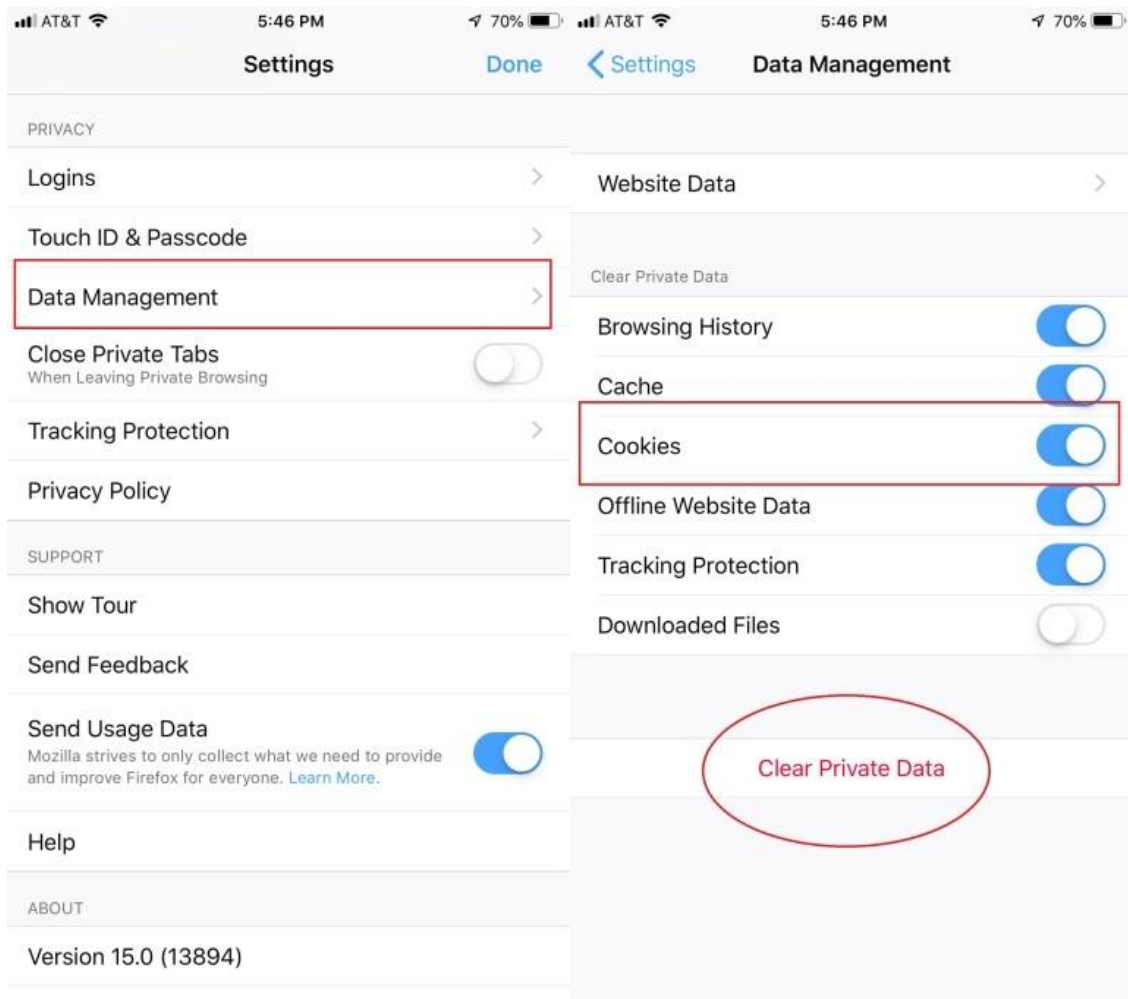 AT&T 5:46 PM 70%
Settings Done
PRIVACY
Logins
Touch ID & Passcode
Data Management
Close Private Tabs
When Leaving Private Browsing
Tracking Protection
Privacy Policy
SUPPORT
Show Tour
Send Feedback
Send Usage Data
Mozilla strives to only collect what we need to provide
and improve Firefox for everyone. Learn More.
Help
ABOUT
Version 15.0 (13894)
AT&T 5:46 PM 70%
Settings Data Management
Website Data
Clear Private Data
Browsing History
Cache
Cookies
Offline Website Data
Tracking Protection
Downloaded Files
Clear Private Data